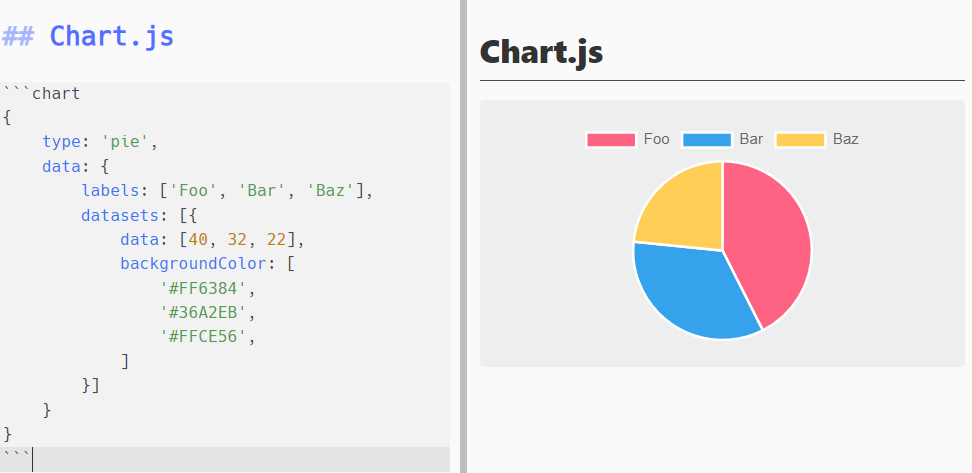 ## Chart.js
```chart
{
    type: 'pie',
    data: {
        labels: ['Foo', 'Bar', 'Baz'],
        datasets: [{
            data: [40, 32, 22],
            backgroundColor: [
                '#FF6384',
                '#36A2EB',
                '#FFCE56',
            ]
        }]
    }
}
```
Chart.js
Foo Bar Baz